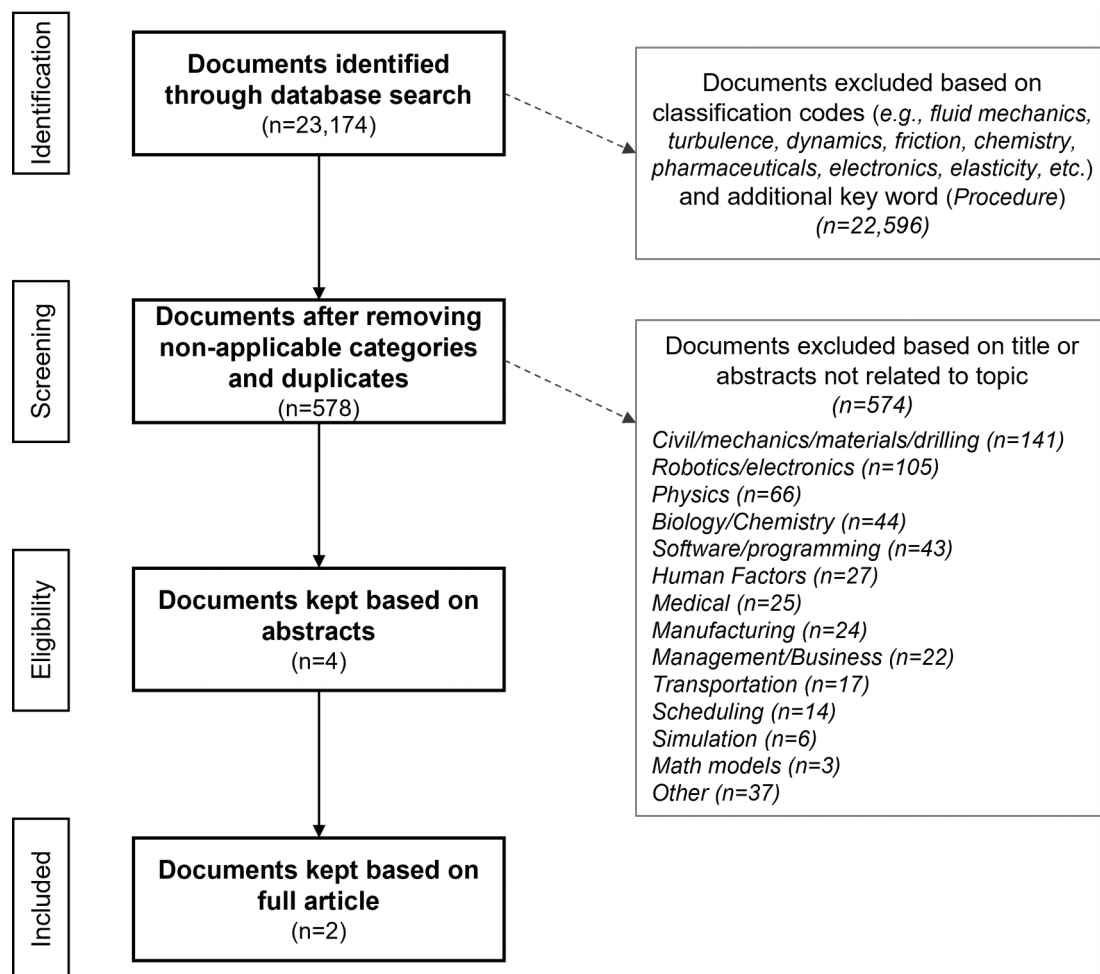 Identification
Documents identified
through database search
(n=23,174)
Documents excluded based on
classification codes (e.g., fluid mechanics,
turbulence, dynamics, friction, chemistry,
pharmaceuticals, electronics, elasticity, etc.)
and additional key word (Procedure)
(n=22,596)
Screening
Documents after removing
non-applicable categories
and duplicates
(n=578)
Documents excluded based on title or
abstracts not related to topic
(n=574)
Civil/mechanics/materials/drilling (n=141)
Robotics/electronics (n=105)
Physics (n=66)
Biology/Chemistry (n=44)
Software/programming (n=43)
Human Factors (n=27)
Medical (n=25)
Manufacturing (n=24)
Management/Business (n=22)
Transportation (n=17)
Scheduling (n=14)
Simulation (n=6)
Math models (n=3)
Other (n=37)
Eligibility
Documents kept based on
abstracts
(n=4)
Included
Documents kept based on
full article
(n=2)